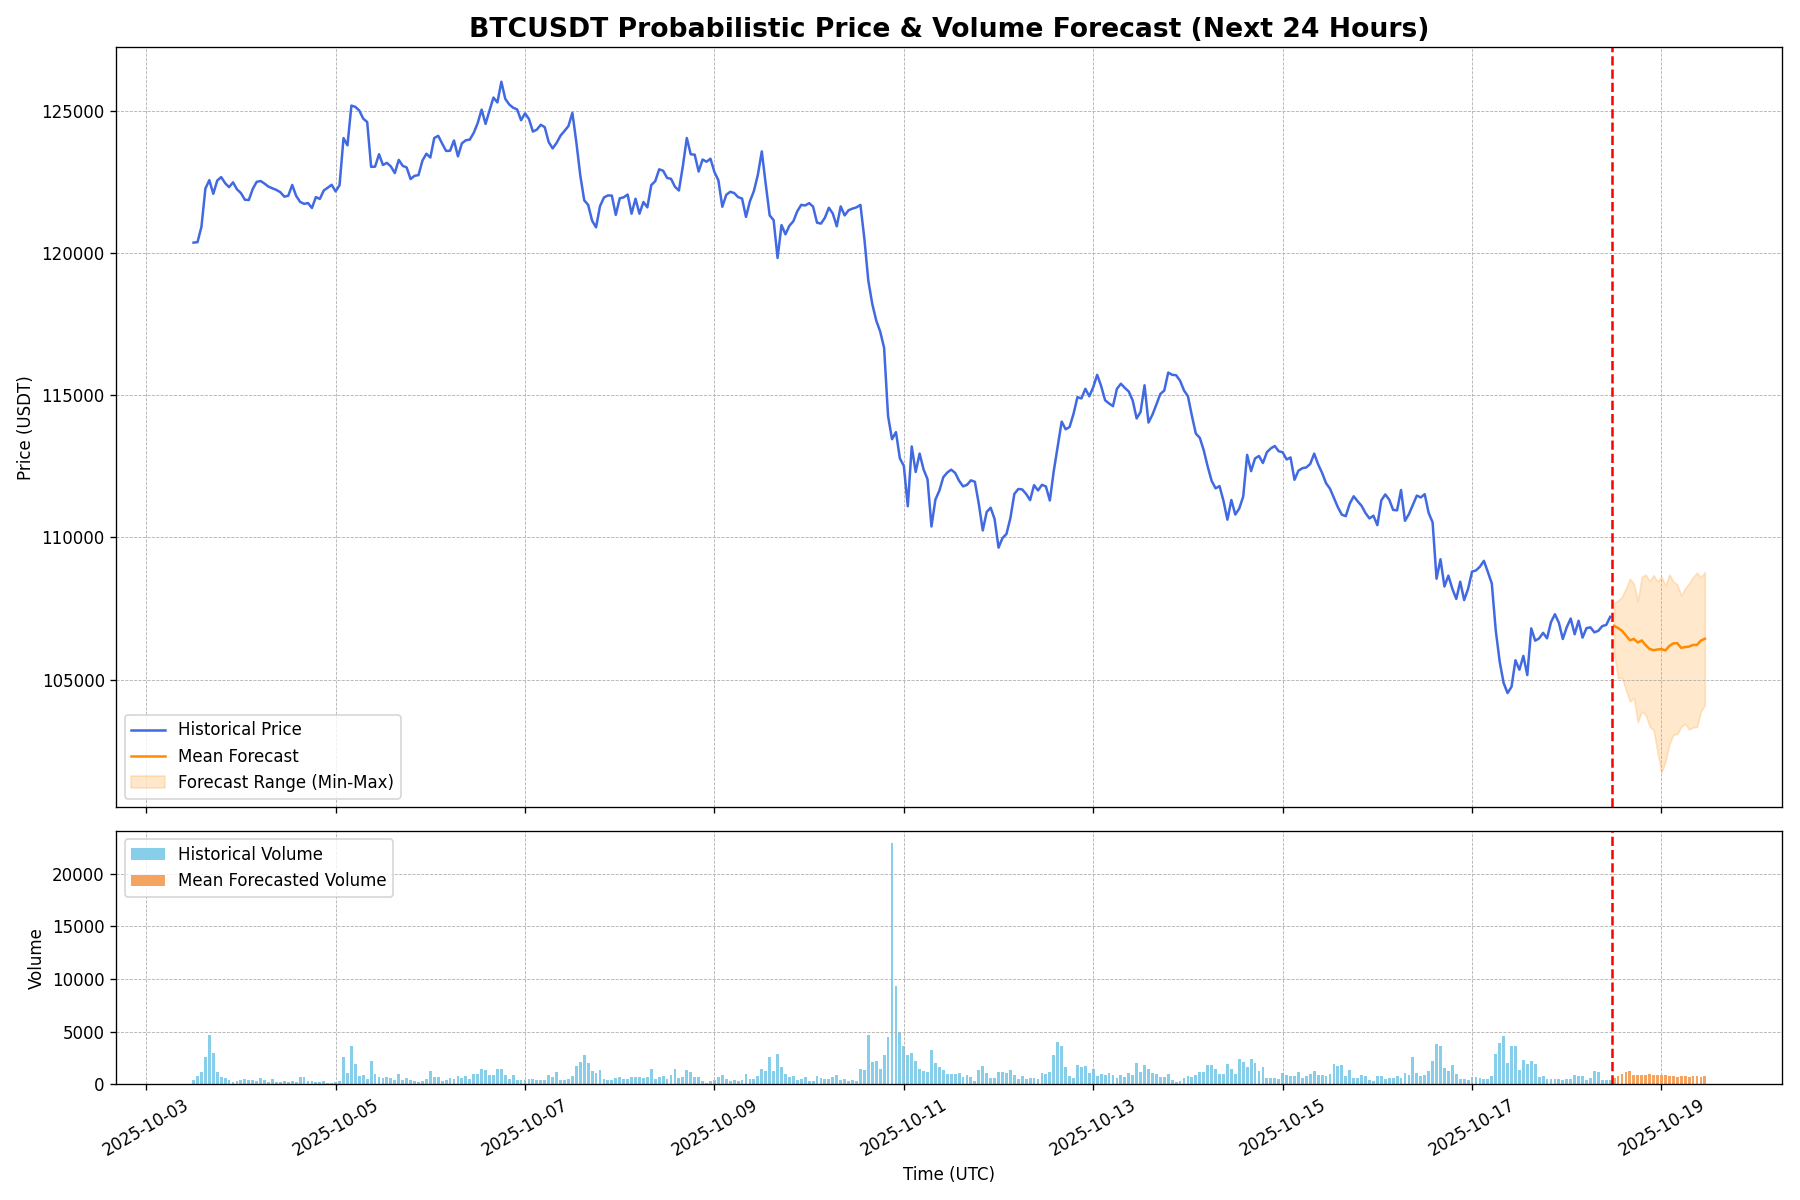 BTCUSDT Probabilistic Price & Volume Forecast (Next 24 Hours)
Price (USDT)
125000
120000
115000
110000
105000
Historical Price
Mean Forecast
Forecast Range (Min-Max)
Volume
20000
15000
10000
5000
0
Historical Volume
Mean Forecasted Volume
2025-10-03
2025-10-05
2025-10-07
2025-10-09
2025-10-11
2025-10-13
2025-10-15
2025-10-17
2025-10-19
Time (UTC)